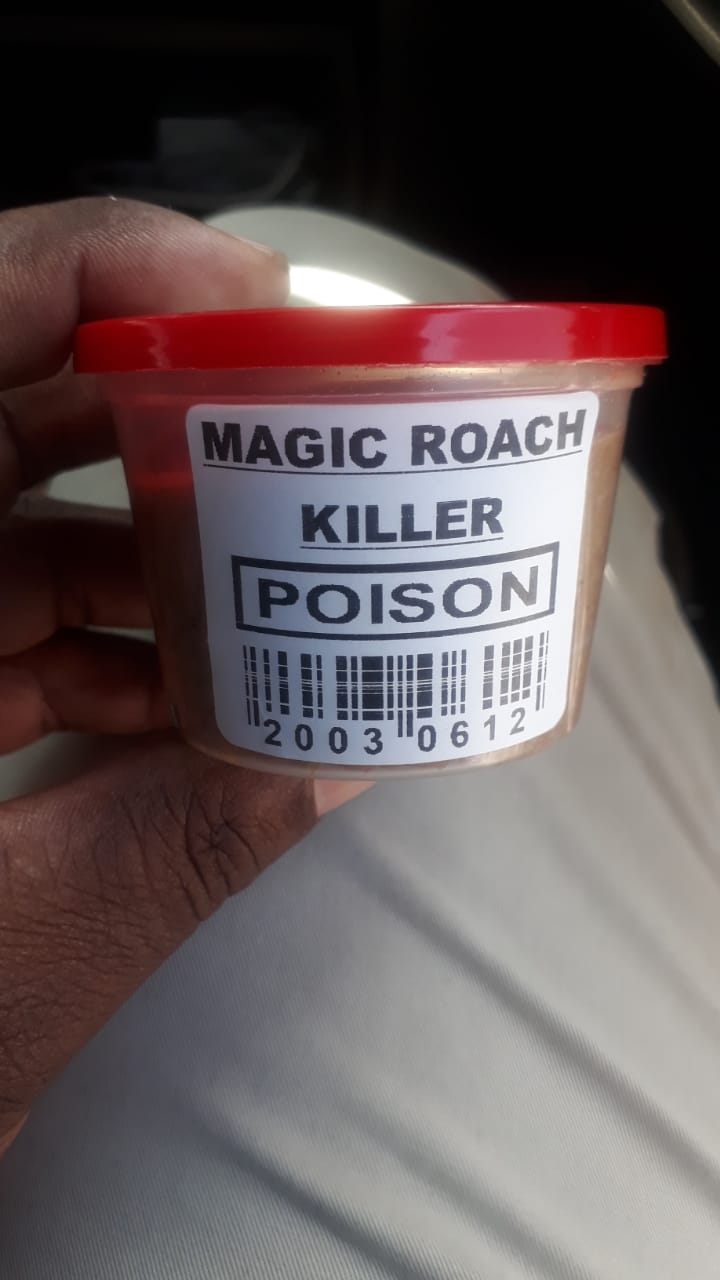 MAGIC ROACH
KILLER
POISON
2003 0612